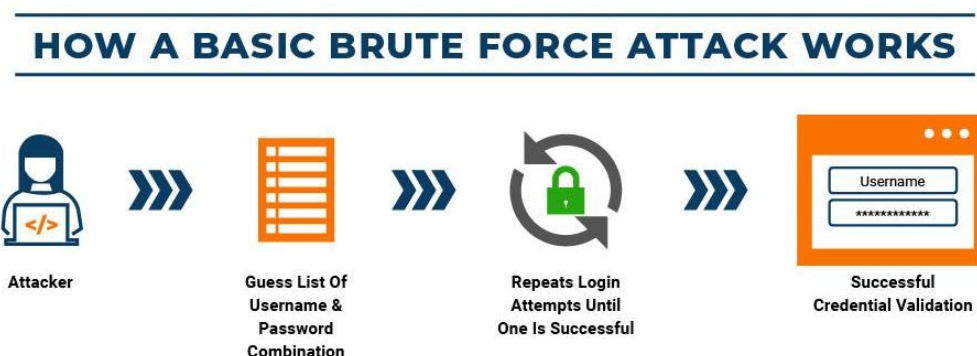 HOW A BASIC BRUTE FORCE ATTACK WORKS
</>
Attacker
Guess List Of
Username &
Password
Combination
Repeats Login
Attempts Until
One Is Successful
Username
************
Successful
Credential Validation